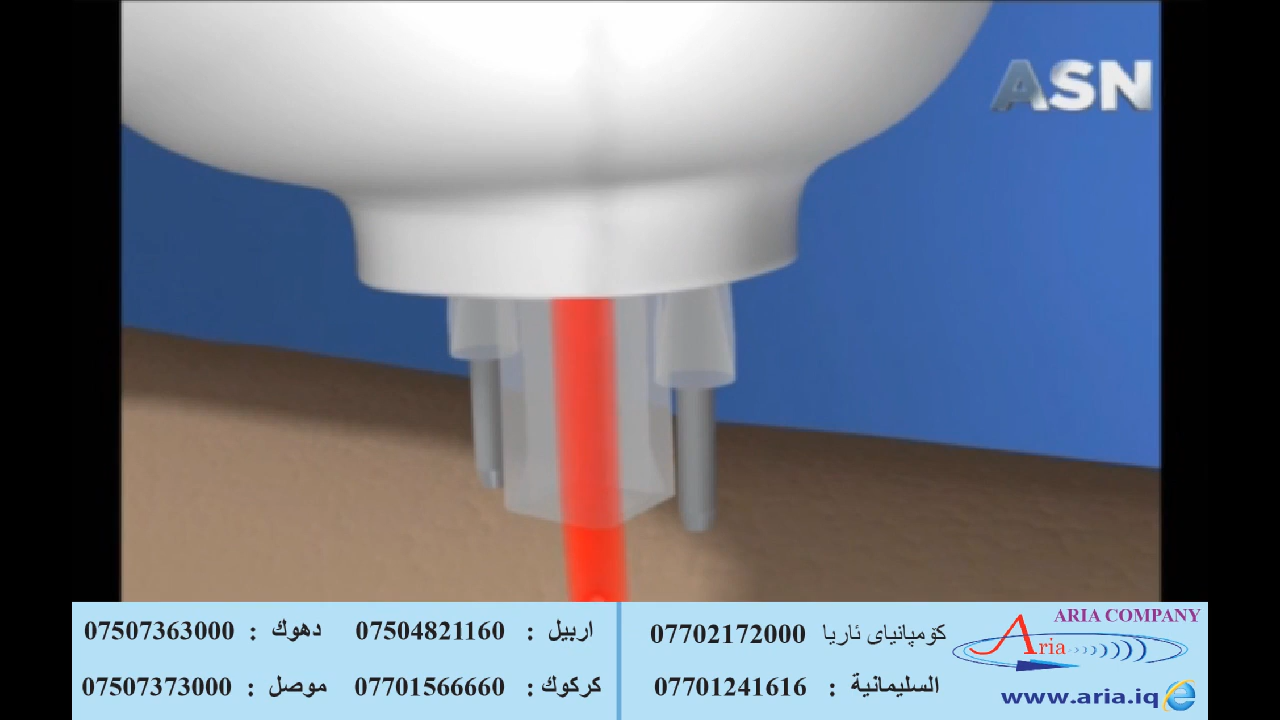 ASN
ARIA COMPANY
Aria
www.aria.iq
كۆمپانیای ئاریا 07702172000
السليمانية : 07701241616
اربيل : 07504821160
كركوك : 07701566660
دهوك : 07507363000
موصل : 07507373000